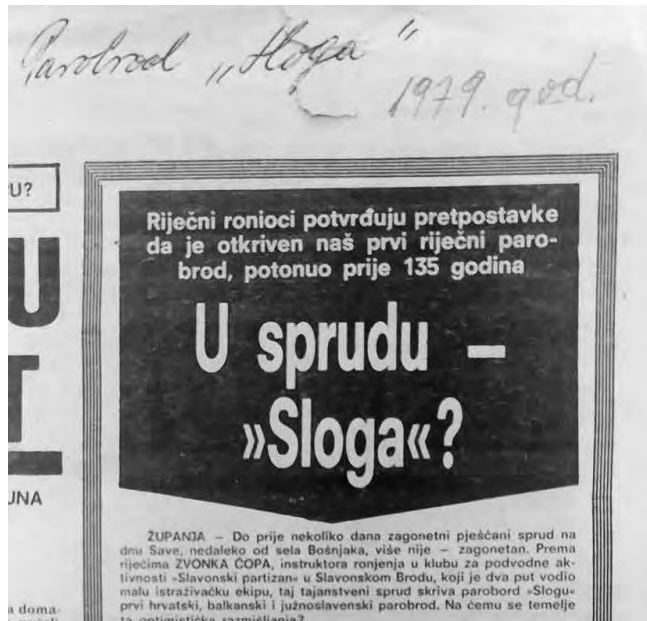 Parobrod „Sloga“
1979. god.
U?
U
T
UNA
a doma-
Riječni ronioci potvrđuju pretpostavke
da je otkriven naš prvi riječni paro-
brod, potonuo prije 135 godina
U sprudu –
»Sloga«?
ŽUPANJA – Do prije nekoliko dana zagonetni pješčani sprud na
dnu Save, nedaleko od sela Bošnjaka, više nije – zagonetan. Prema
riječima ZVONKA ĆOPA, instruktora ronjenja u klubu za podvodne ak-
tivnosti »Slavonski partizan« u Slavonskom Brodu, koji je dva put vodio
malu istraživačku ekipu, taj tajanstveni sprud skriva parobord »Slogu«
prvi hrvatski, balkanski i južnoslavenski parobrod. Na čemu se temelje
ta optimistička razmišljanja?